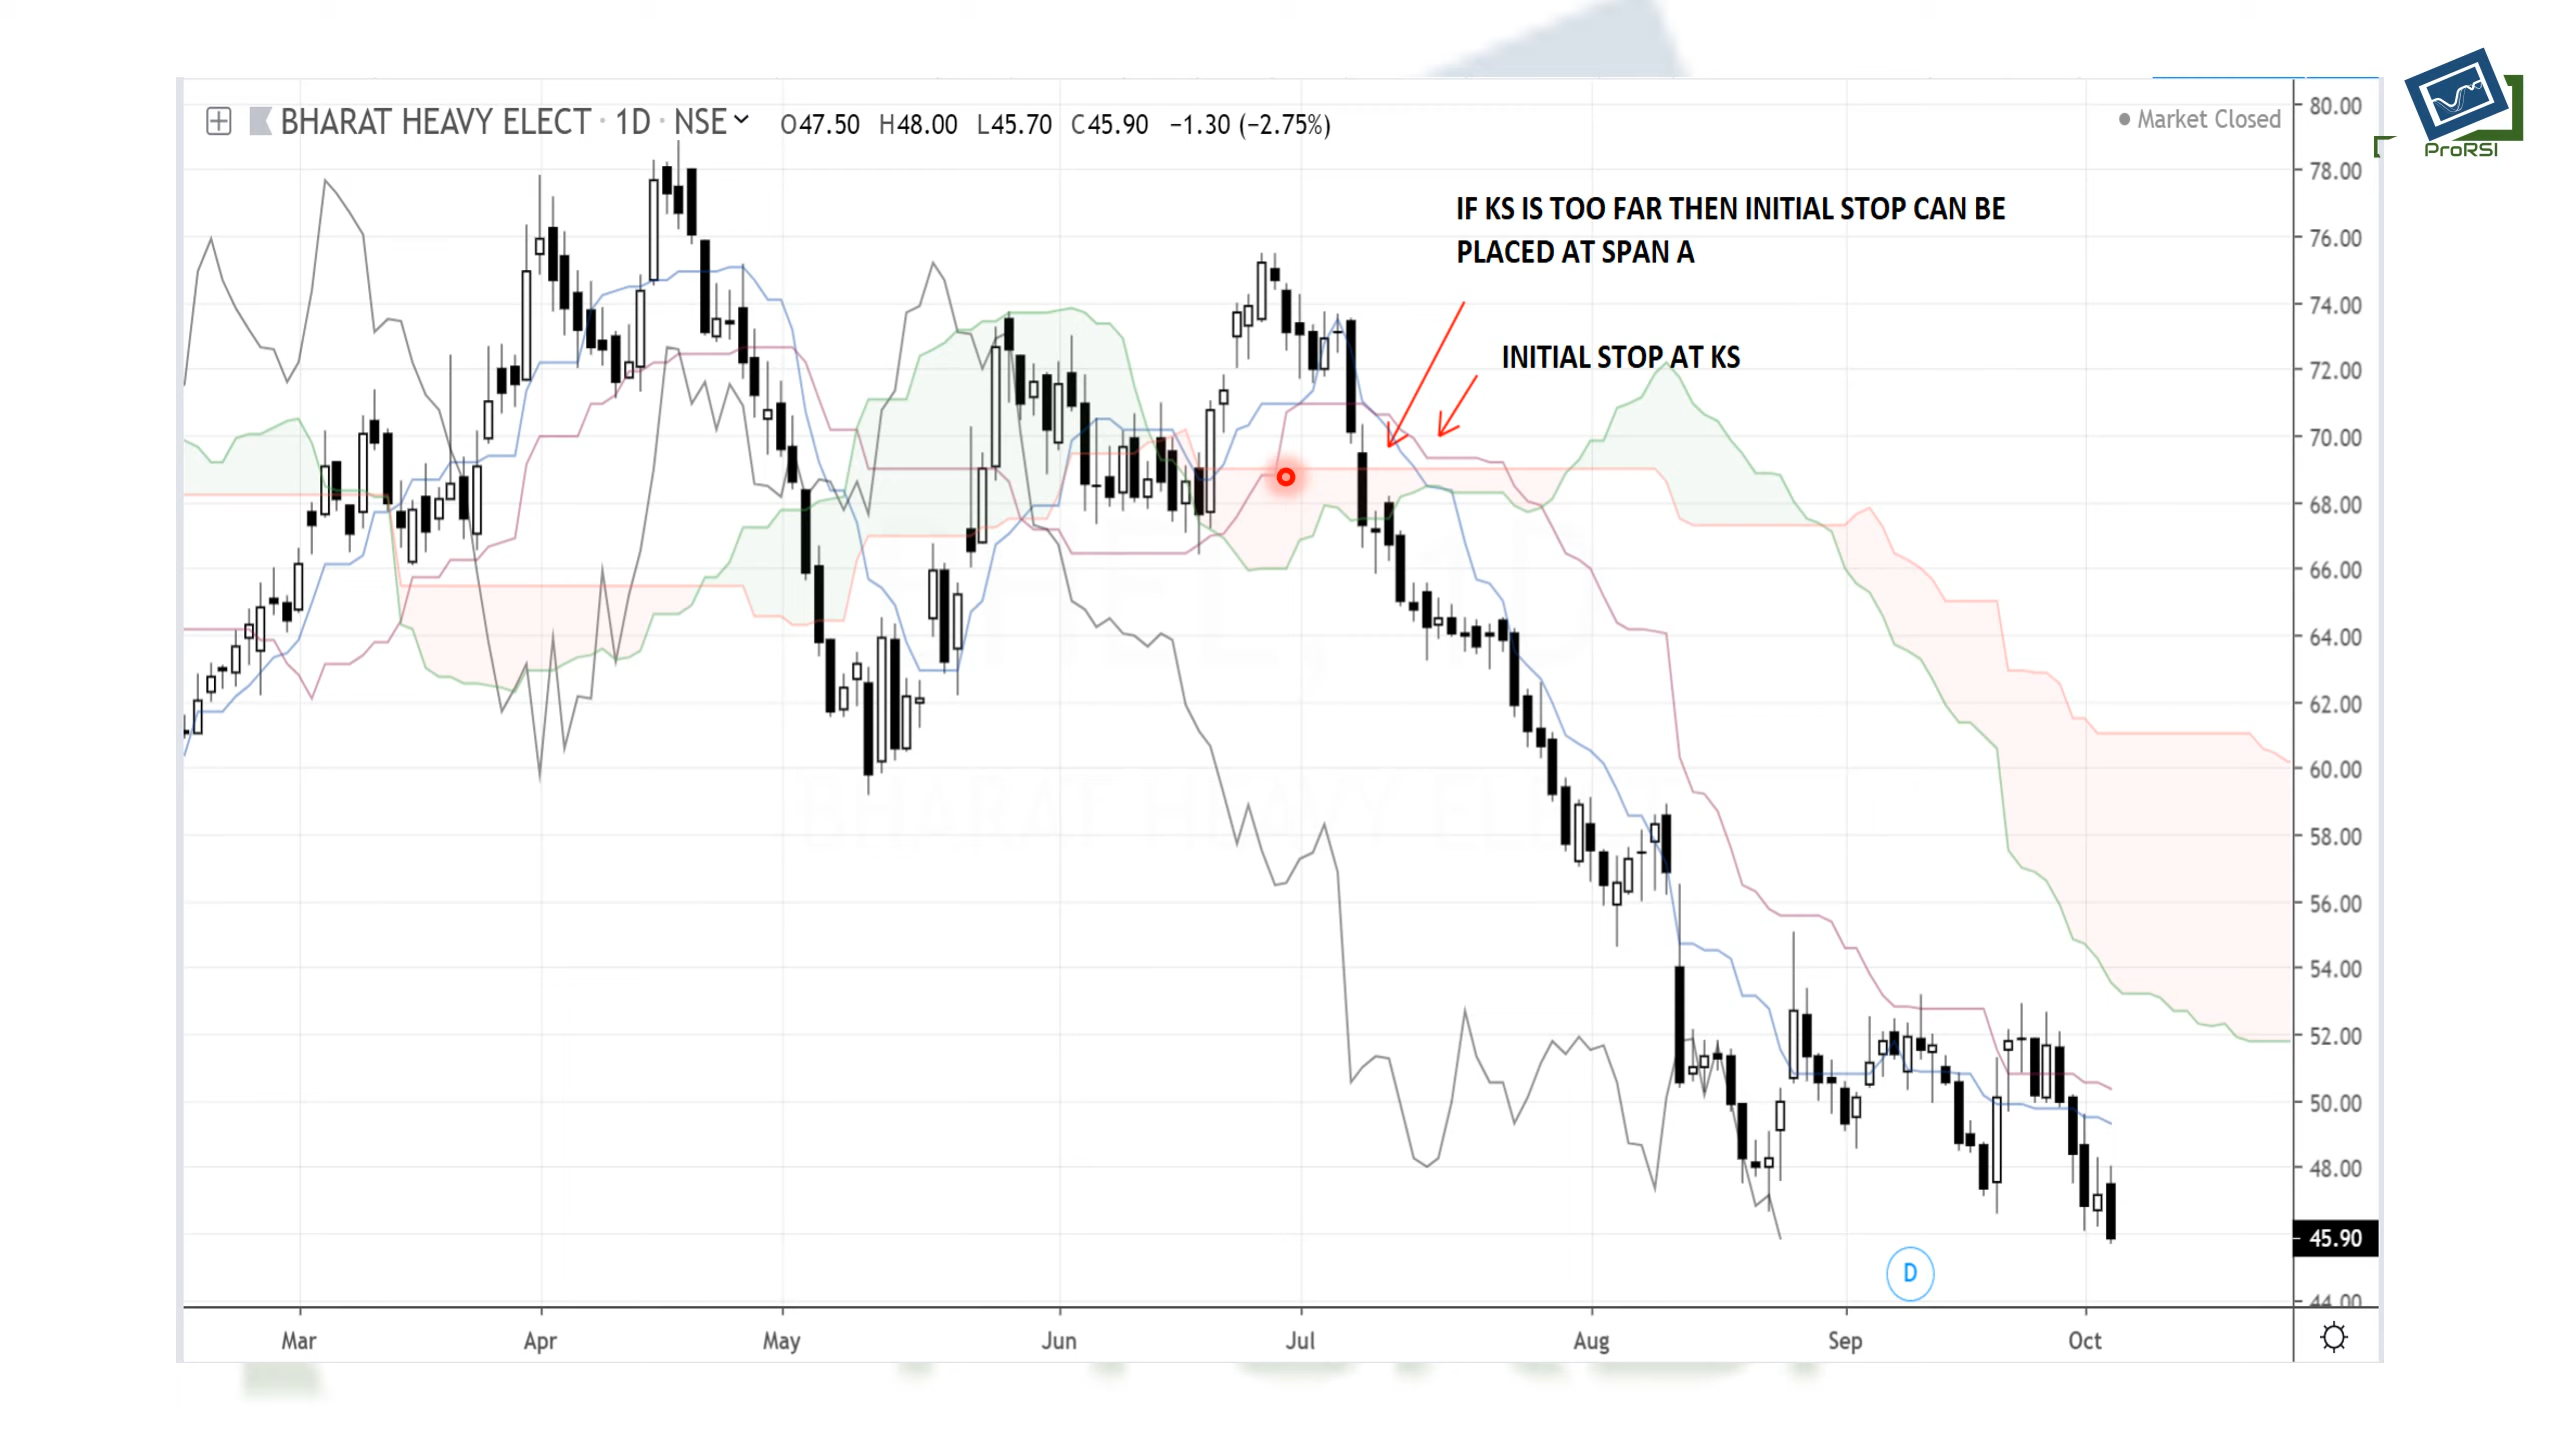 BHARAT HEAVY ELECT · 1D · NSE O47.50 H48.00 L45.70 C45.90 −1.30 (−2.75%)
Market Closed
ProRSI
IF KS IS TOO FAR THEN INITIAL STOP CAN BE
PLACED AT SPAN A
INITIAL STOP AT KS
80.00
78.00
76.00
74.00
72.00
70.00
68.00
66.00
64.00
62.00
60.00
58.00
56.00
54.00
52.00
50.00
48.00
45.90
44.00
BHARAT HEAVY ELE
D
Mar Apr May Jun Jul Aug Sep Oct